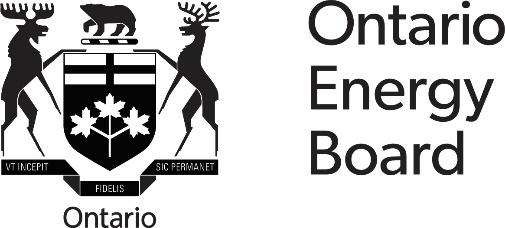 VT INCEPIT
SIC PERMANET
FIDELIS
Ontario
Ontario
Energy
Board